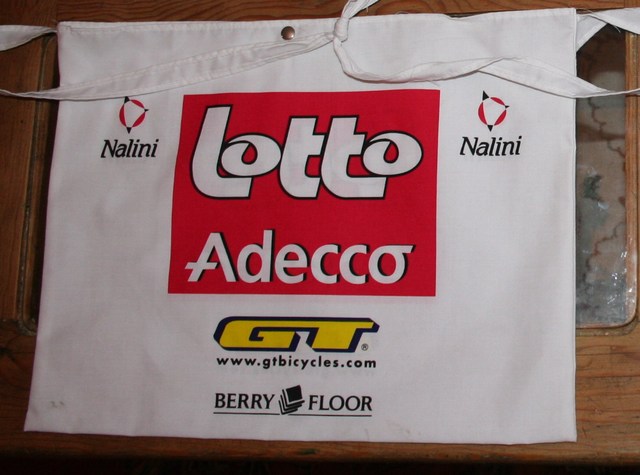 Nalini
Nalini
Lotto
Adecco
GT®
www.gtbicycles.com
BERRY FLOOR